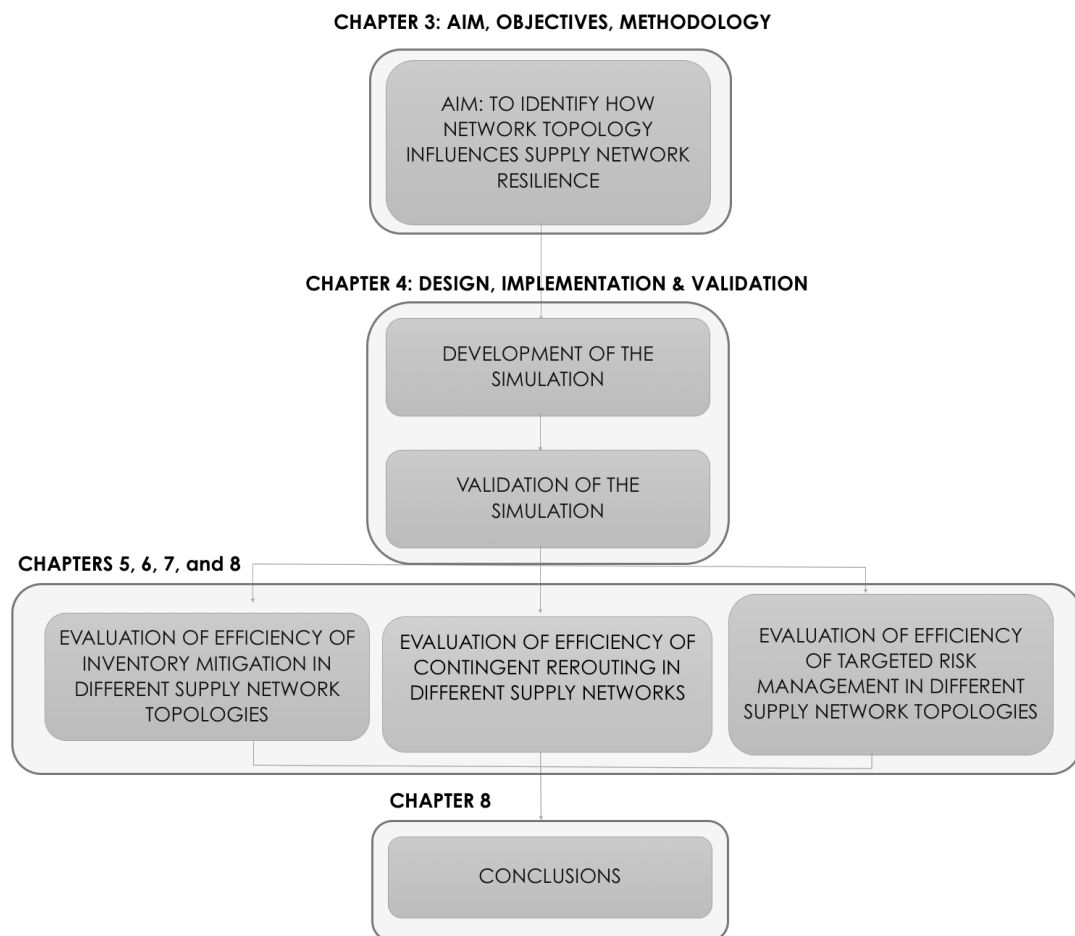 CHAPTER 3: AIM, OBJECTIVES, METHODOLOGY
AIM: TO IDENTIFY HOW
NETWORK TOPOLOGY
INFLUENCES SUPPLY NETWORK
RESILIENCE
CHAPTER 4: DESIGN, IMPLEMENTATION & VALIDATION
DEVELOPMENT OF THE
SIMULATION
VALIDATION OF THE
SIMULATION
CHAPTERS 5, 6, 7, and 8
EVALUATION OF EFFICIENCY OF
INVENTORY MITIGATION IN
DIFFERENT SUPPLY NETWORK
TOPOLOGIES
EVALUATION OF EFFICIENCY OF
CONTINGENT REROUTING IN
DIFFERENT SUPPLY NETWORKS
EVALUATION OF EFFICIENCY
OF TARGETED RISK
MANAGEMENT IN DIFFERENT
SUPPLY NETWORK TOPOLOGIES
CHAPTER 8
CONCLUSIONS